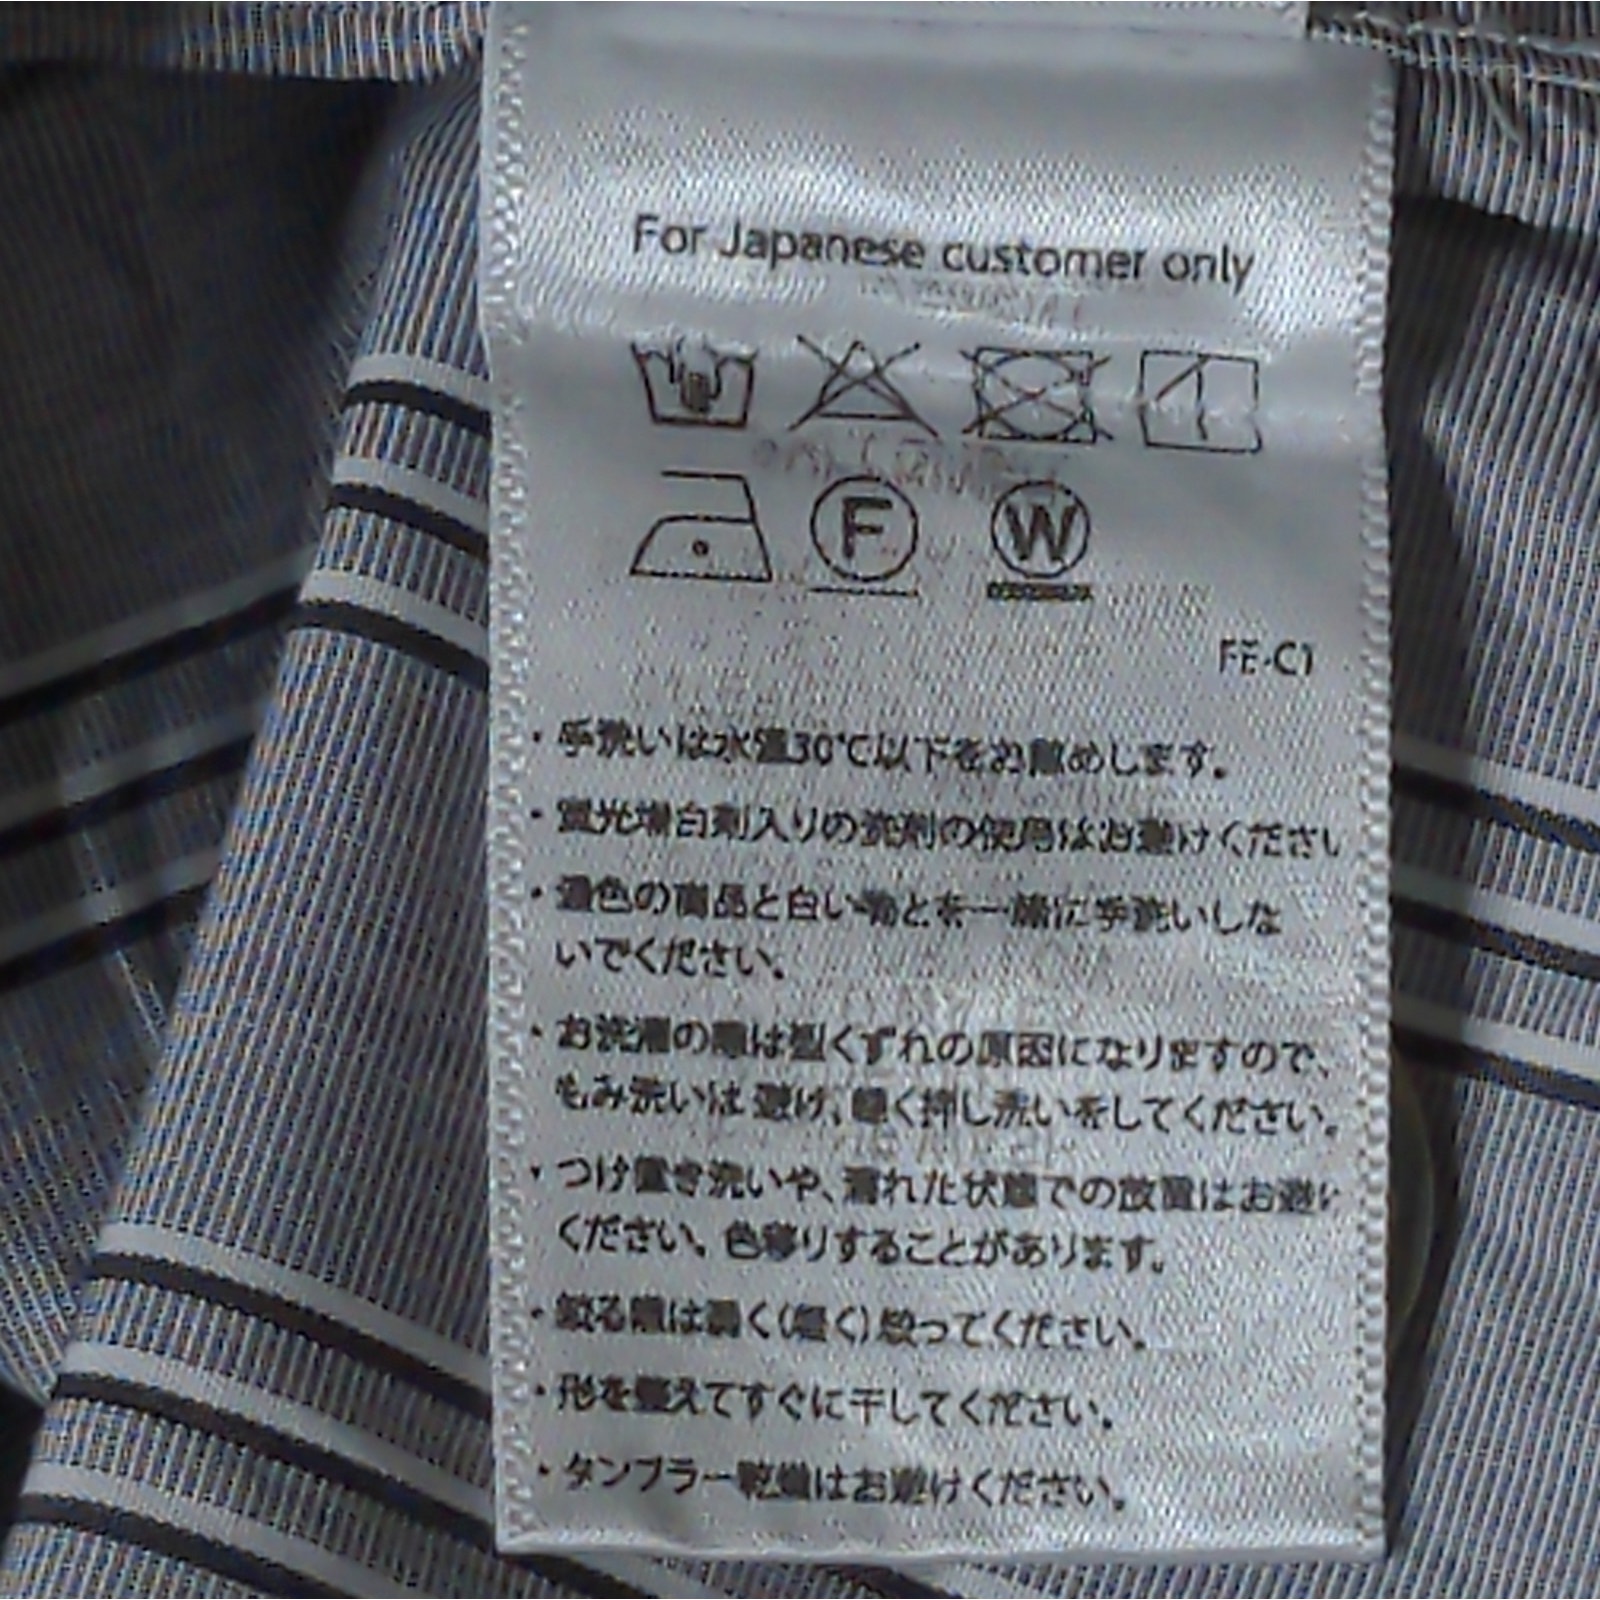 For Japanese customer only
F W
FE-C1
・手洗いは水温30℃以下をお薦めします。
・蛍光増白剤入りの洗剤の使用はお避けくださ
・濃色の商品と白い物とを一緒に手洗いしな
いでください。
・お洗濯の際は型くずれの原因になりますので、
もみ洗いは避け、軽く押し洗いをしてください。
・つけ置き洗いや、濡れた状態での放置はお避け
ください。色移りすることがあります。
・絞る際は弱く(軽く)絞ってください。
・形を整えてすぐに干してください。
・タンブラー乾燥はお避けください。